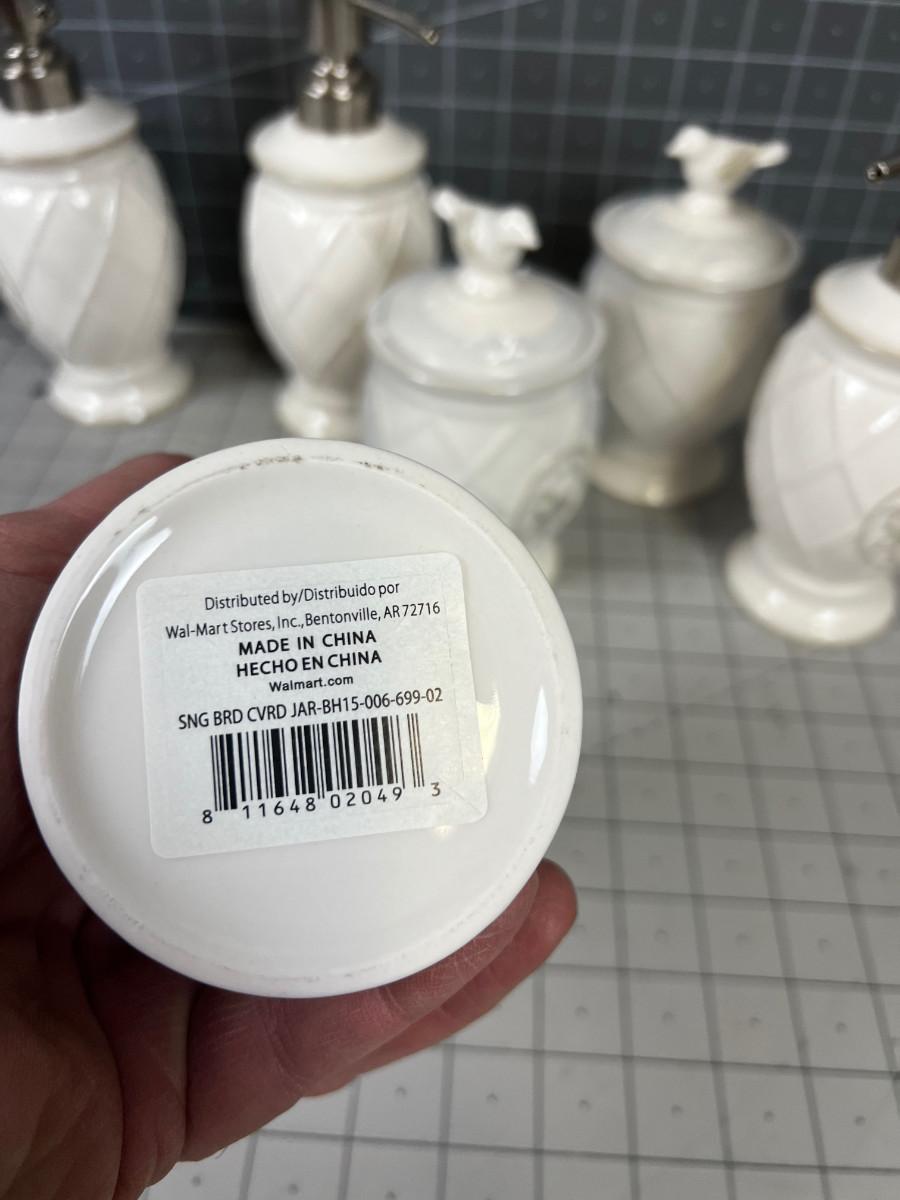 Distributed by/Distribuido por
Wal-Mart Stores, Inc., Bentonville, AR 72716
MADE IN CHINA
HECHO EN CHINA
Walmart.com
SNG BRD CVRD JAR-BH15-006-699-02
8 11648 02049 3